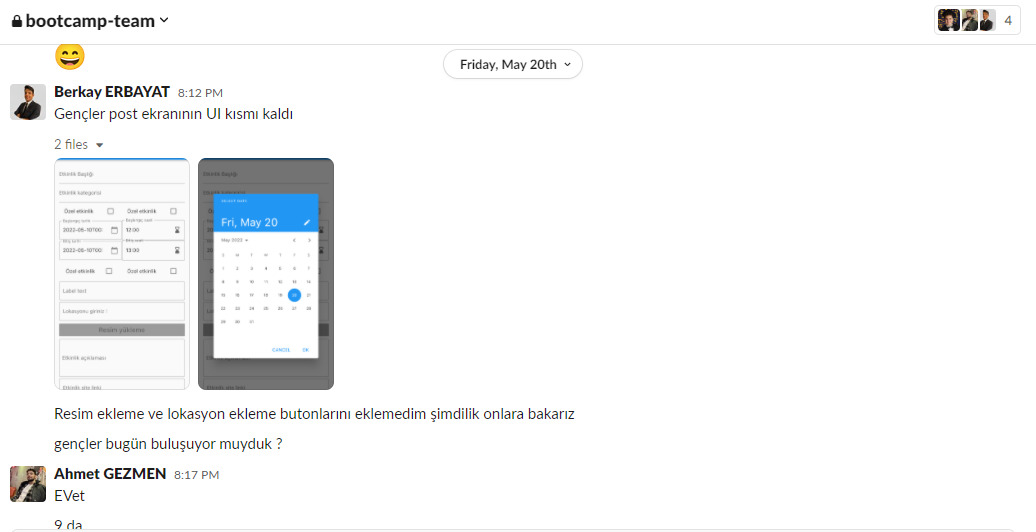 bootcamp-team
4
Friday, May 20th
Berkay ERBAYAT 8:12 PM
Gençler post ekranının UI kısmı kaldı
2 files
Etkinlik Başlığı
Etkinlik kategorisi
Özel etkinlik Özel etkinlik
2022-05-10T00: 12:00
2022-05-10T00: 13:00
Özel etkinlik Özel etkinlik
Label text
Lokasyonu giriniz
Resim yükleme
Etkinlik açıklaması
SELECT DATE
Fri, May 20
May 2022
S M T W T F S
1 2 3 4 5 6 7
8 9 10 11 12 13 14
15 16 17 18 19 20 21
22 23 24 25 26 27 28
29 30 31
CANCEL OK
Resim ekleme ve lokasyon ekleme butonlarını eklemedim şimdilik onlara bakarız
gençler bugün buluşuyor muyduk ?
Ahmet GEZMEN 8:17 PM
EVet
9 da